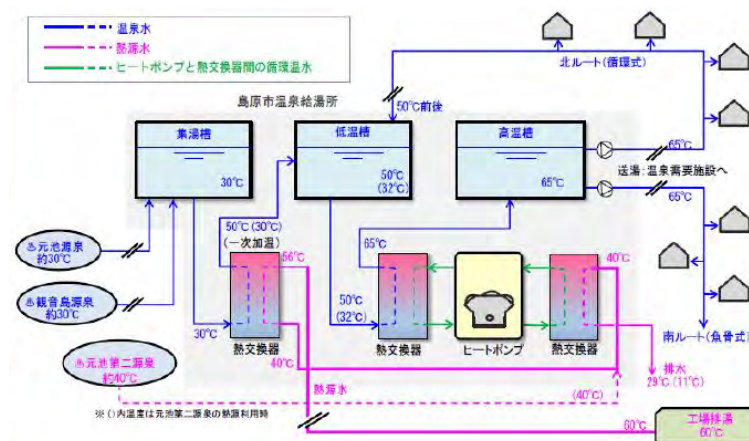 温泉水
熱源水
ヒートポンプと熱交換器間の循環温水
島原市温泉給湯所
北ルート(循環式)
50℃前後
集湯槽
30℃
低温槽
50℃
(32℃)
高温槽
65℃
65℃
送湯:温泉需要施設へ
65℃
50℃(30℃)
(一次加温)
56℃
65℃
40℃
♨元池源泉
約30℃
♨観音島源泉
約30℃
30℃
50℃
(32℃)
熱交換器
熱交換器
ヒートポンプ
熱交換器
南ルート(魚骨式)
40℃
排水
29℃(11℃)
♨元池第二源泉
約40℃
熱源水
(40℃)
※()内温度は元池第二源泉の熱源利用時
60℃
工場排湯
60℃